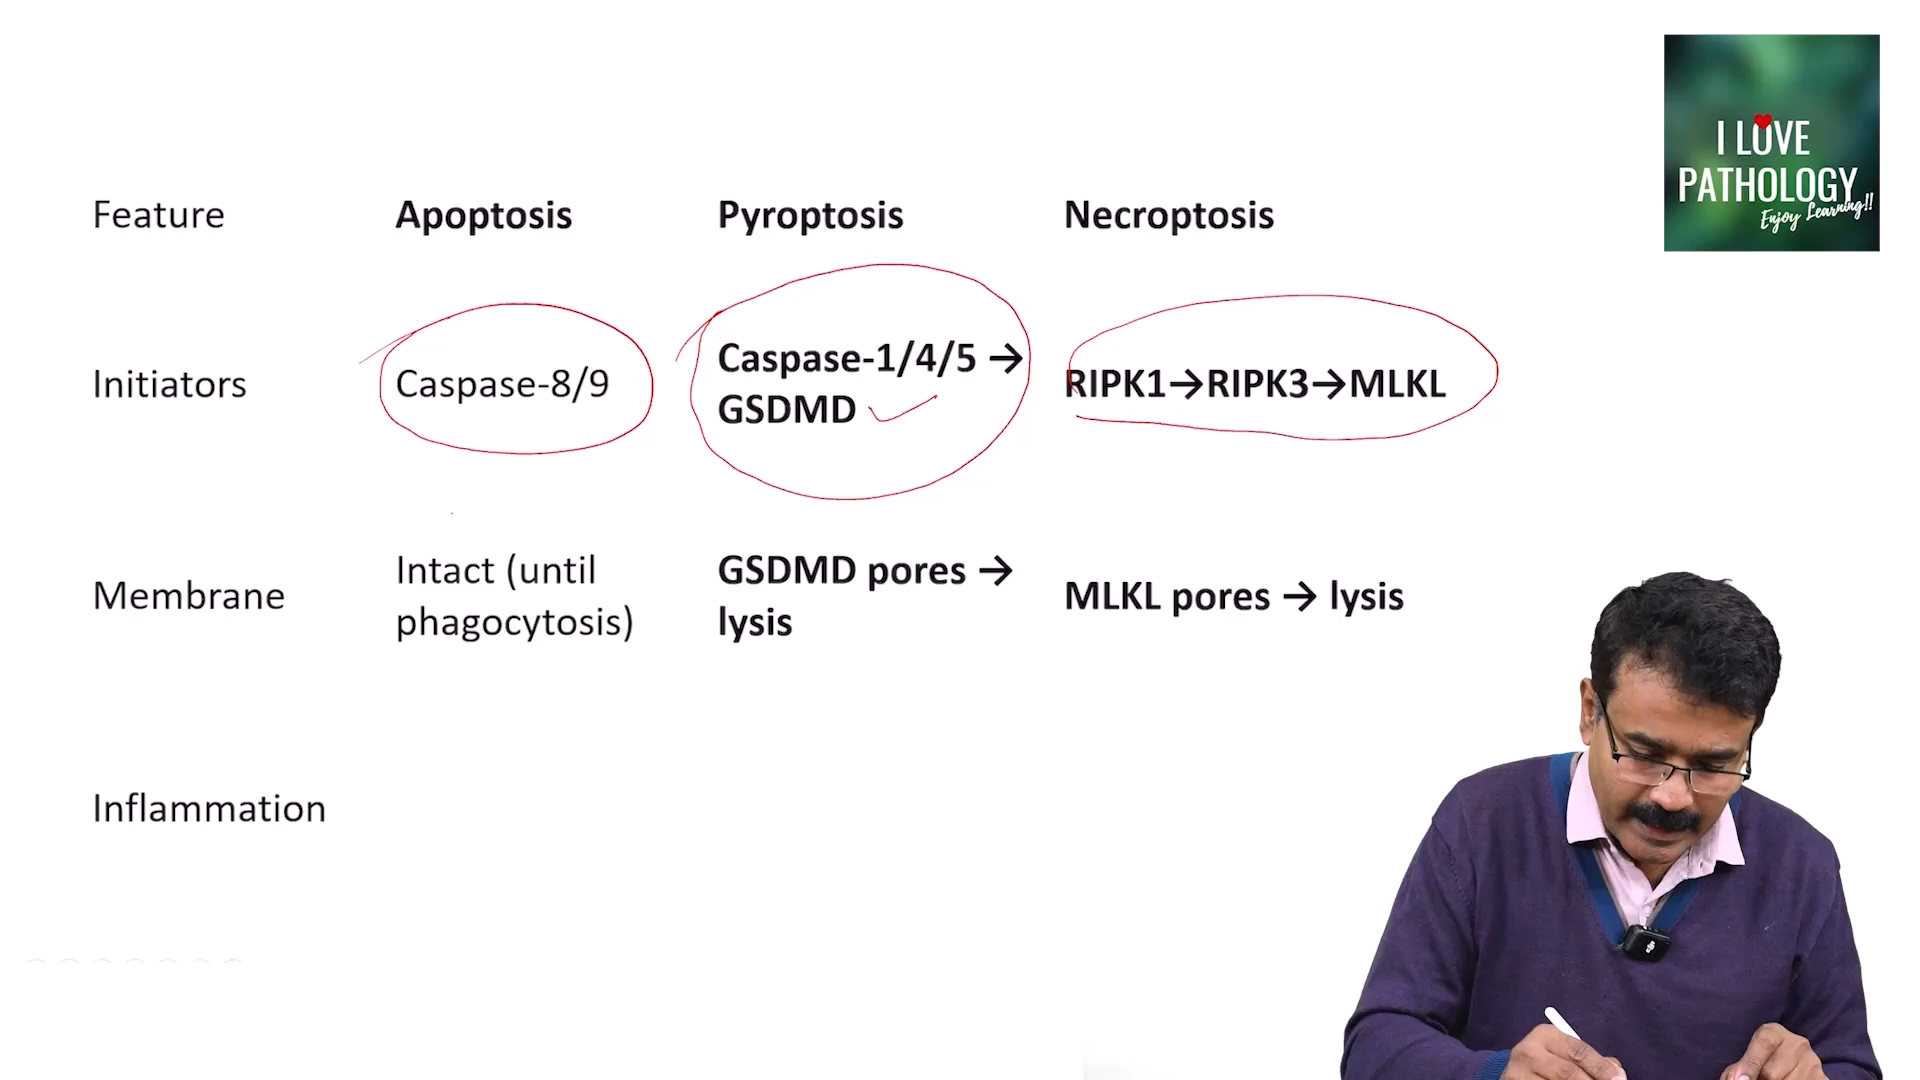 I LOVE
PATHOLOGY
Enjoy Learning!!
Feature Apoptosis Pyroptosis Necroptosis
Initiators Caspase-8/9 Caspase-1/4/5 → GSDMD RIPK1→RIPK3→MLKL
Membrane Intact (until phagocytosis) GSDMD pores → lysis MLKL pores → lysis
Inflammation